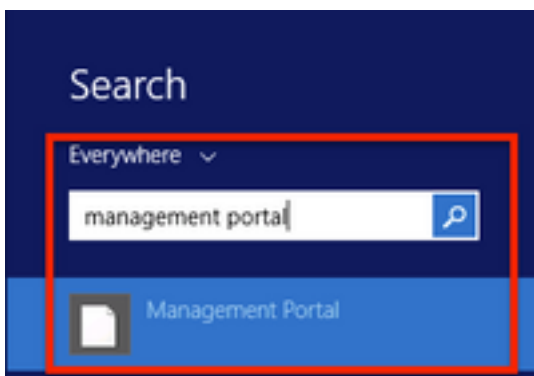 Search
Everywhere
management portal
Management Portal